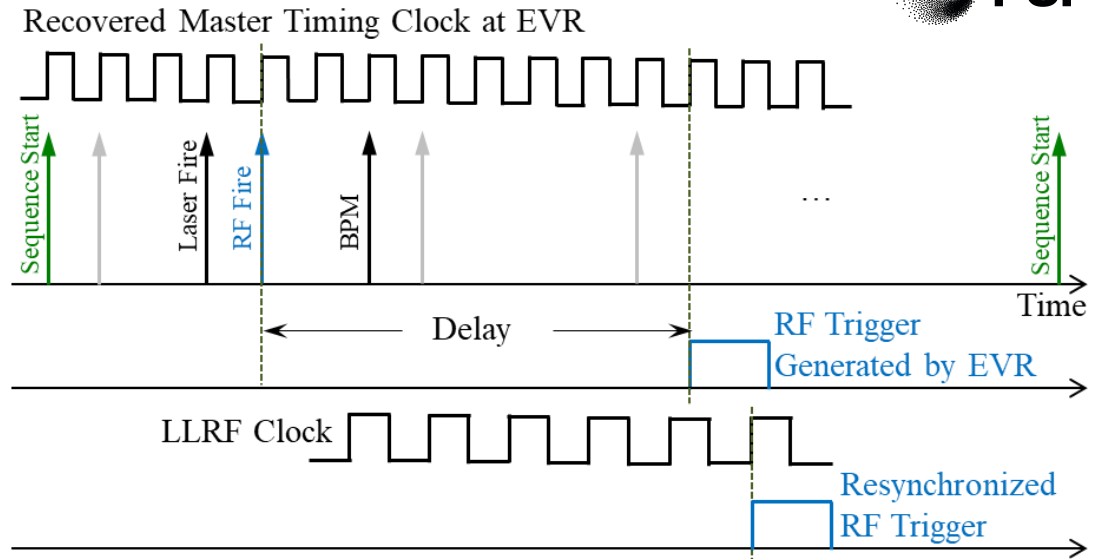 Recovered Master Timing Clock at EVR
Sequence Start
Laser Fire
RF Fire
BPM
...
Sequence Start
Time
Delay
RF Trigger
Generated by EVR
LLRF Clock
Resynchronized
RF Trigger